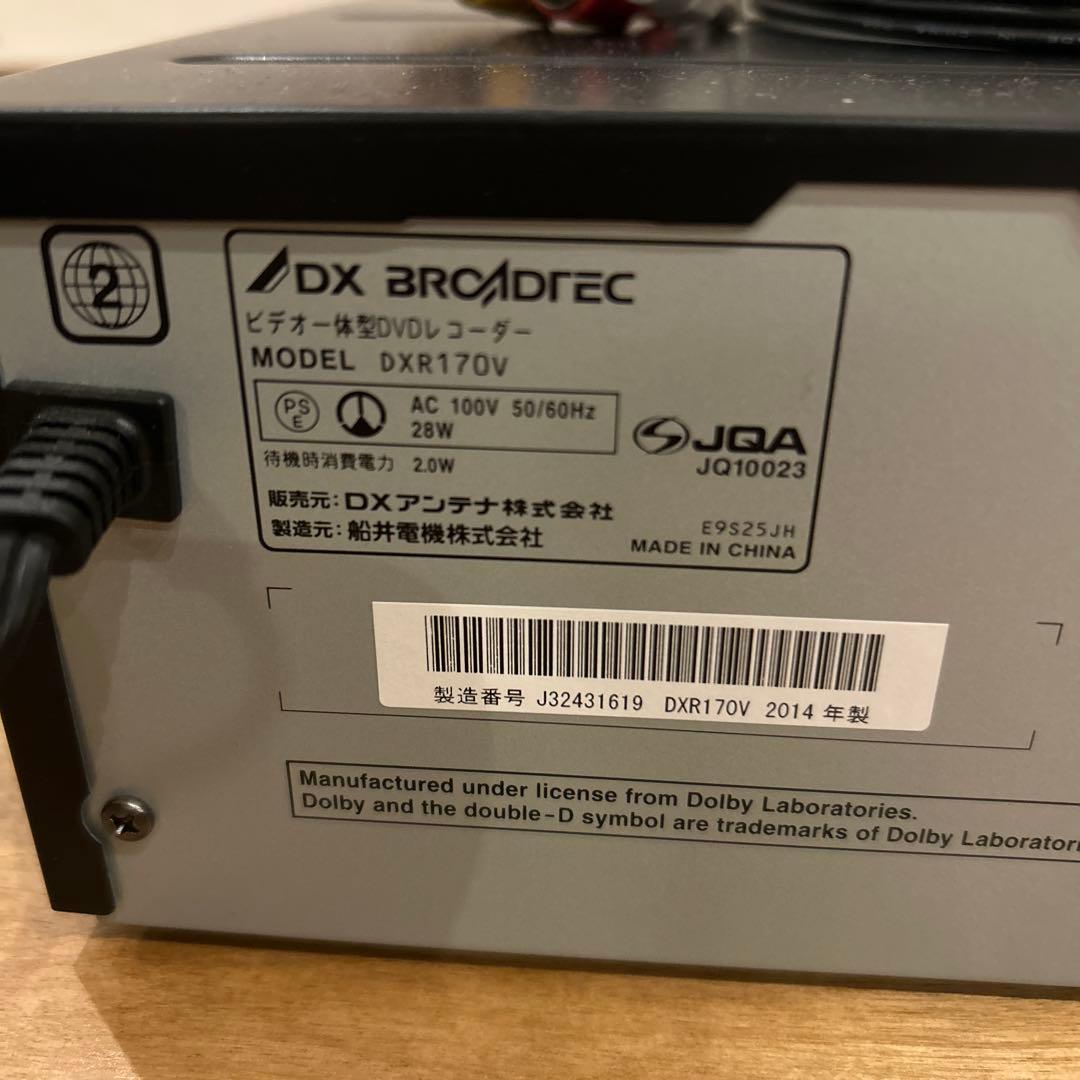 2
DX BROADTEC
ビデオ一体型DVDレコーダー
MODEL DXR170V
PS
E
AC 100V 50/60Hz
28W
JQA
JQ10023
待機時消費電力 2.0W
販売元：DXアンテナ株式会社
製造元：船井電機株式会社
E9S25JH
MADE IN CHINA
製造番号 J32431619 DXR170V 2014 年製
Manufactured under license from Dolby Laboratories.
Dolby and the double-D symbol are trademarks of Dolby Laborator